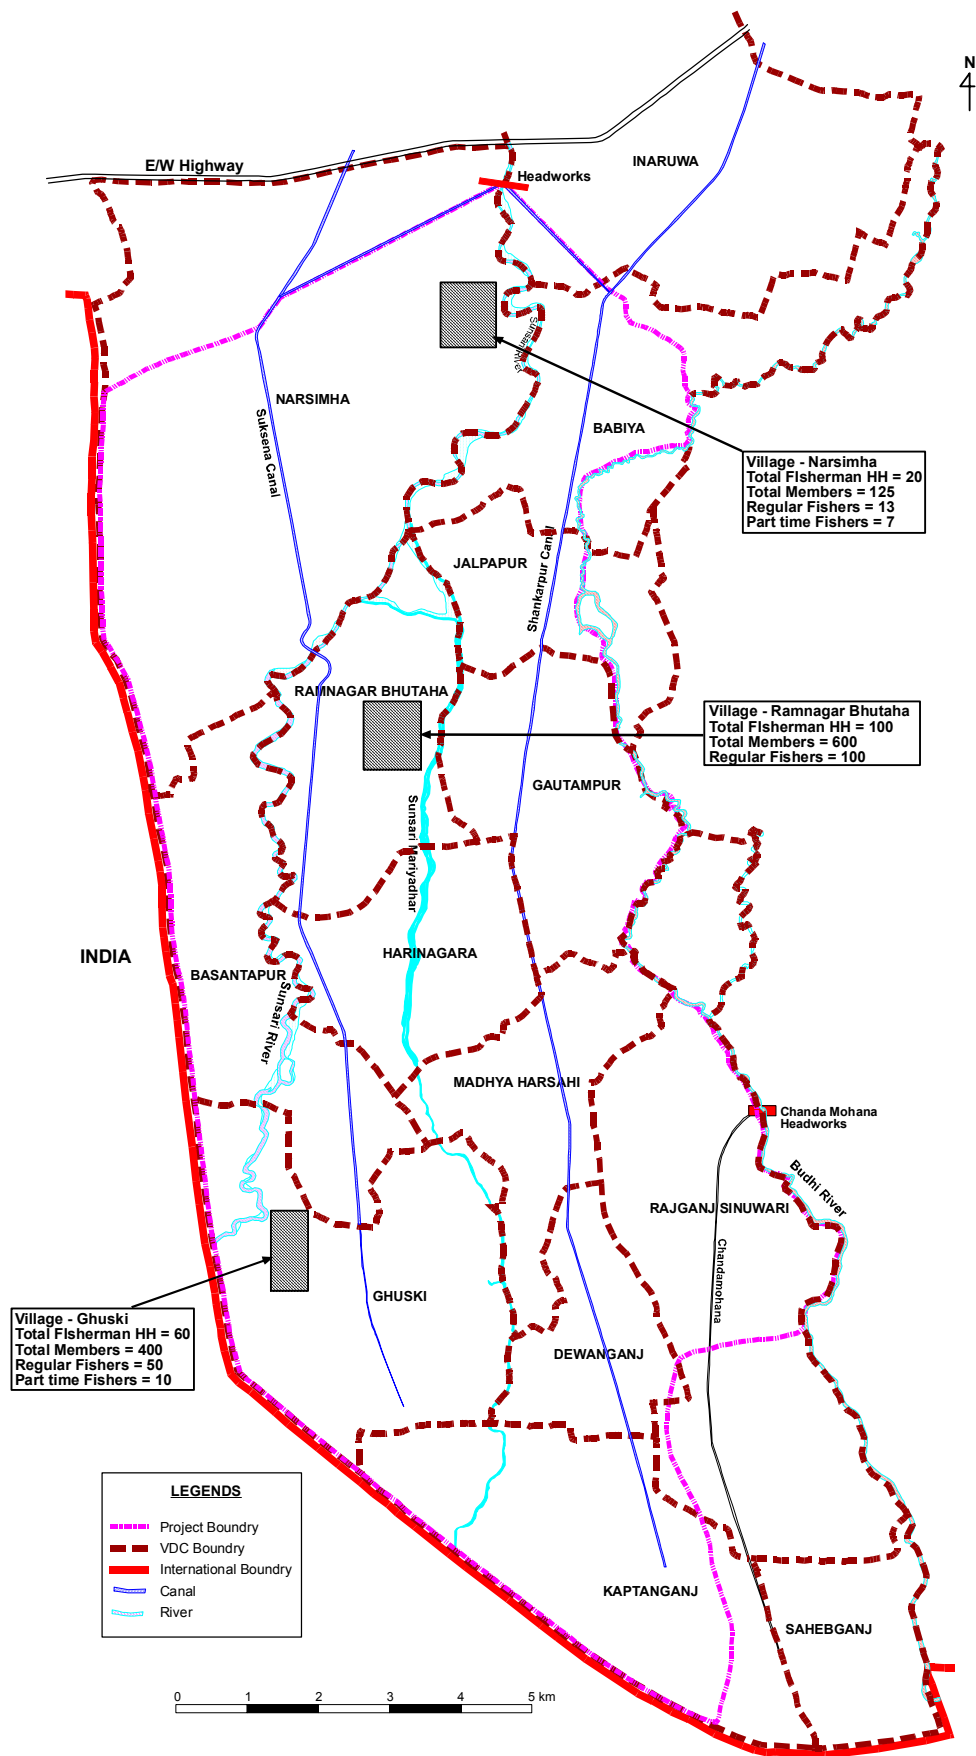 N
E/W Highway
INARUWA
Headworks
Sunsari River
NARSIMHA
Suksena Canal
BABIYA
Village - Narsimha
Total FIsherman HH = 20
Total Members = 125
Regular Fishers = 13
Part time Fishers = 7
JALPAPUR
Shankarpur Canal
RAMNAGAR BHUTAHA
Village - Ramnagar Bhutaha
Total FIsherman HH = 100
Total Members = 600
Regular Fishers = 100
GAUTAMPUR
Sunsari Mariyadhar
INDIA
HARINAGARA
BASANTAPUR
Sunsari River
MADHYA HARSAHI
Chanda Mohana
Headworks
Budhi River
RAJGANJ SINUWARI
Chandamohana
GHUSKI
Village - Ghuski
Total FIsherman HH = 60
Total Members = 400
Regular Fishers = 50
Part time Fishers = 10
DEWANGANJ
LEGENDS
Project Boundry
VDC Boundry
International Boundry
Canal
River
KAPTANGANJ
SAHEBGANJ
0 1 2 3 4 5 km